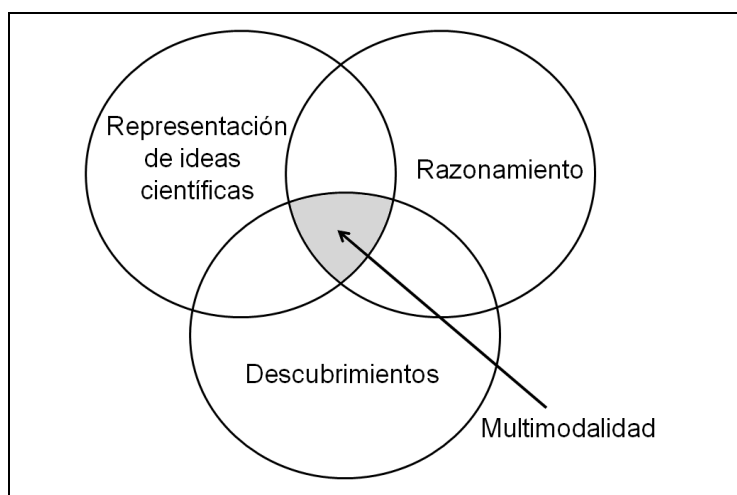 Representación
de ideas
científicas
Razonamiento
Descubrimientos
Multimodalidad